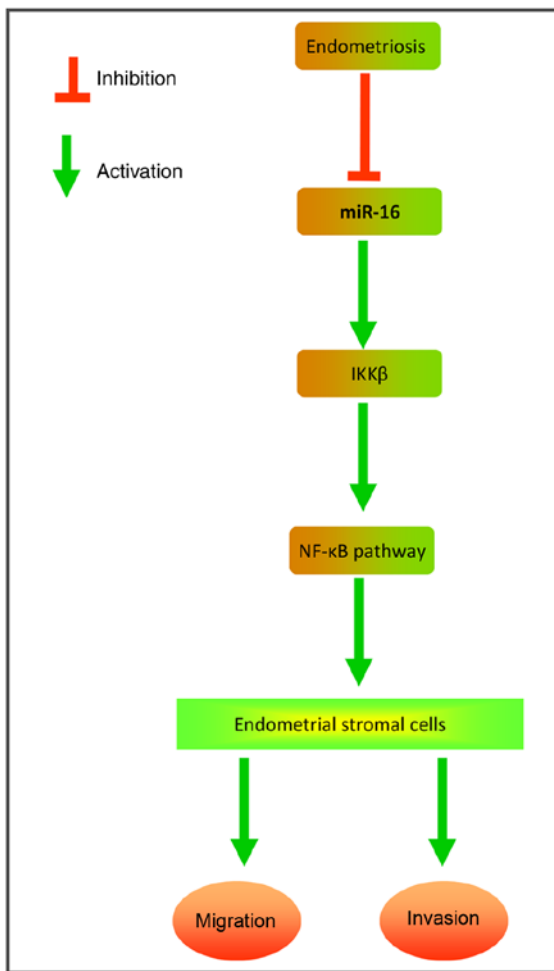 Endometriosis
Inhibition
Activation
miR-16
IKKβ
NF-κB pathway
Endometrial stromal cells
Migration
Invasion